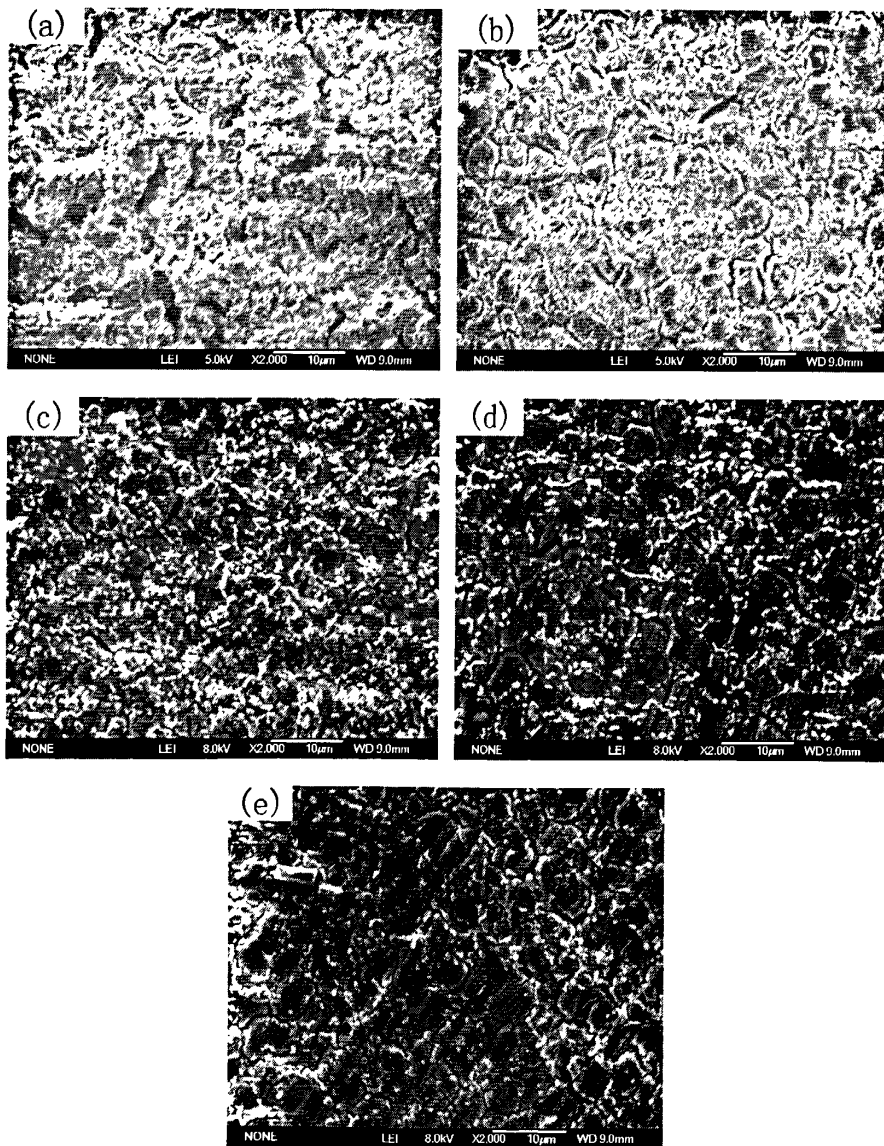 (a)
(b)
NONE LEI 5.0kV X2.000 10μm WD 9.0mm
NONE LEI 5.0kV X2.000 10μm WD 9.0mm
(c)
(d)
NONE LEI 8.0kV X2.000 10μm WD 9.0mm
NONE LEI 8.0kV X2.000 10μm WD 9.0mm
(e)
NONE LEI 8.0kV X2.000 10μm WD 9.0mm